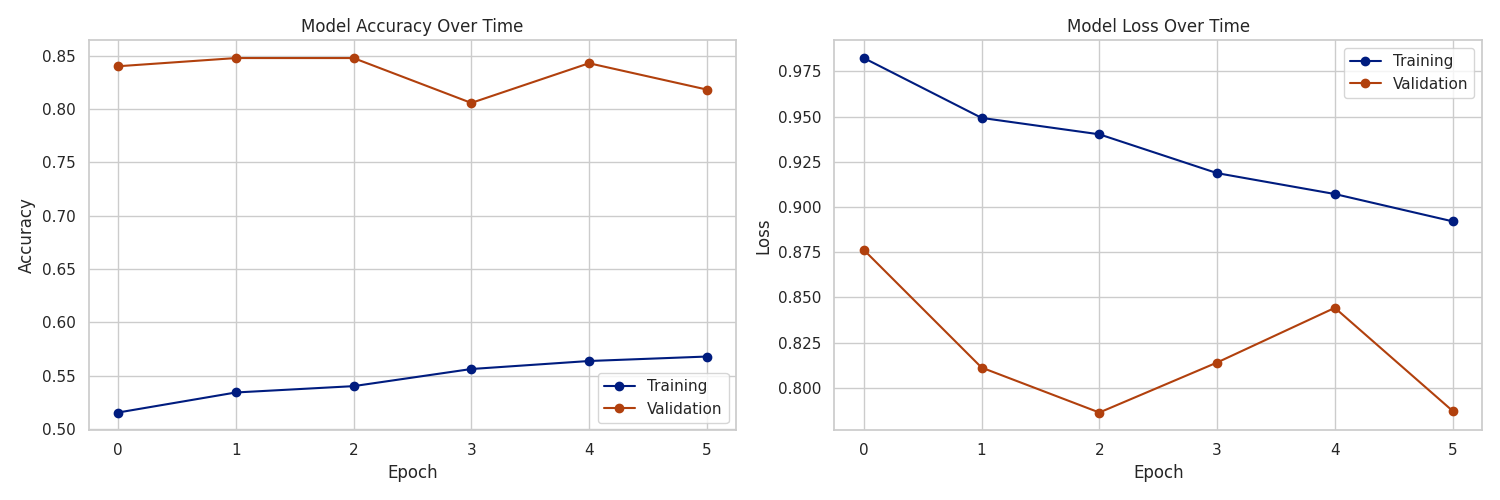 Model Accuracy Over Time
0.85
0.80
0.75
0.70
0.65
0.60
0.55
0.50
Accuracy
0 1 2 3 4 5
Epoch
Training
Validation
Model Loss Over Time
0.975
0.950
0.925
0.900
0.875
0.850
0.825
0.800
Loss
0 1 2 3 4 5
Epoch
Training
Validation